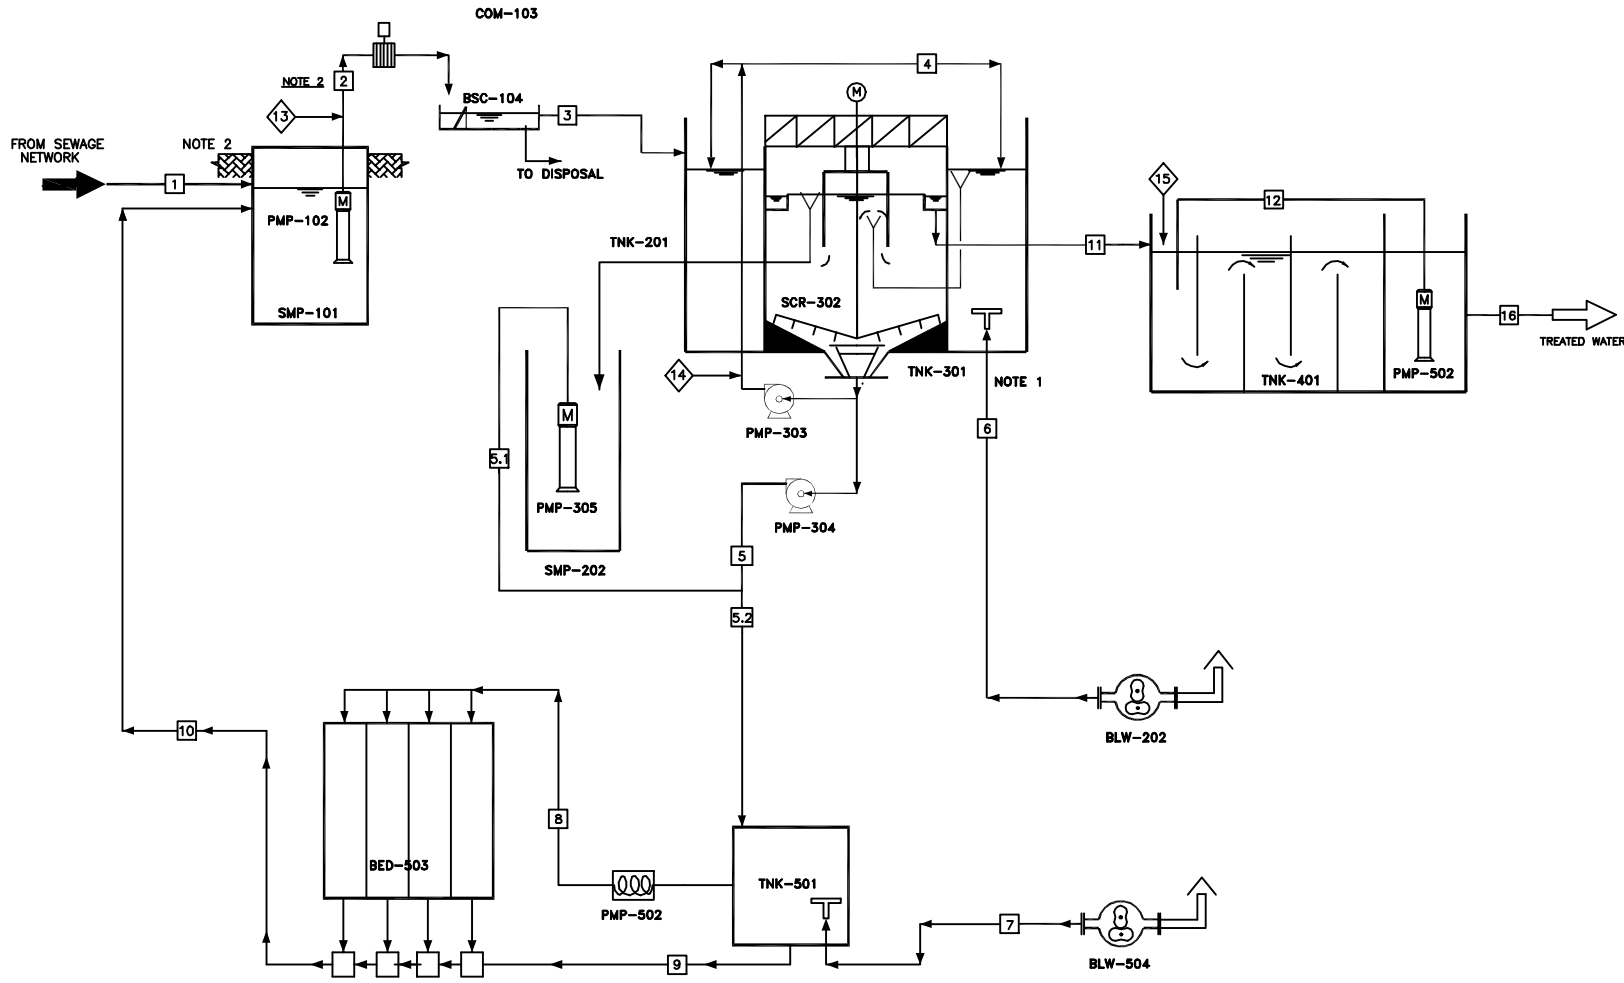 COM-103
NOTE 2
2
BSC-104
13
3
4
M
FROM SEWAGE
NETWORK
NOTE 2
TO DISPOSAL
1
M
PMP-102
15
12
TNK-201
11
SCR-302
SMP-101
M
16
TREATED WATER
14
TNK-301
NOTE 1
TNK-401
PMP-502
M
PMP-303
6
5.1
PMP-305
PMP-304
5
SMP-202
5.2
10
BLW-202
8
BED-503
TNK-501
PMP-502
7
9
BLW-504